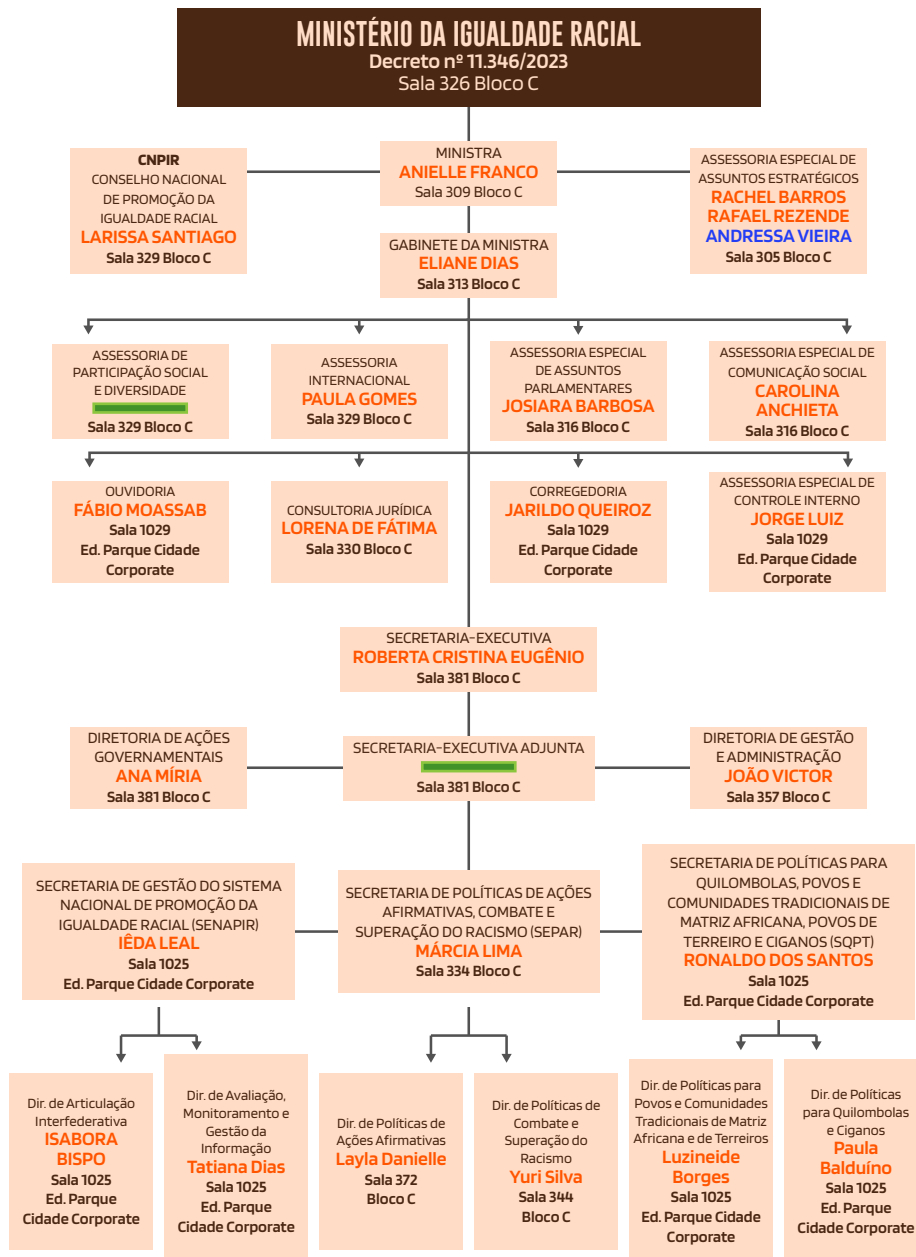 MINISTÉRIO DA IGUALDADE RACIAL
Decreto nº 11.346/2023
Sala 326 Bloco C
CNPIR
CONSELHO NACIONAL
DE PROMOÇÃO DA
IGUALDADE RACIAL
LARISSA SANTIAGO
Sala 329 Bloco C
MINISTRA
ANIELLE FRANCO
Sala 309 Bloco C
ASSESSORIA ESPECIAL DE
ASSUNTOS ESTRATÉGICOS
RACHEL BARROS
RAFAEL REZENDE
ANDRESSA VIEIRA
Sala 305 Bloco C
GABINETE DA MINISTRA
ELIANE DIAS
Sala 313 Bloco C
ASSESSORIA DE
PARTICIPAÇÃO SOCIAL
E DIVERSIDADE
Sala 329 Bloco C
ASSESSORIA
INTERNACIONAL
PAULA GOMES
Sala 329 Bloco C
ASSESSORIA ESPECIAL
DE ASSUNTOS
PARLAMENTARES
JOSIARA BARBOSA
Sala 316 Bloco C
ASSESSORIA ESPECIAL DE
COMUNICAÇÃO SOCIAL
CAROLINA
ANCHIETA
Sala 316 Bloco C
OUVIDORIA
FÁBIO MOASSAB
Sala 1029
Ed. Parque Cidade
Corporate
CONSULTORIA JURÍDICA
LORENA DE FÁTIMA
Sala 330 Bloco C
CORREGEDORIA
JARILDO QUEIROZ
Sala 1029
Ed. Parque Cidade
Corporate
ASSESSORIA ESPECIAL DE
CONTROLE INTERNO
JORGE LUIZ
Sala 1029
Ed. Parque Cidade
Corporate
SECRETARIA-EXECUTIVA
ROBERTA CRISTINA EUGÊNIO
Sala 381 Bloco C
DIRETORIA DE AÇÕES
GOVERNAMENTAIS
ANA MÍRIA
Sala 381 Bloco C
SECRETARIA-EXECUTIVA ADJUNTA
Sala 381 Bloco C
DIRETORIA DE GESTÃO
E ADMINISTRAÇÃO
JOÃO VICTOR
Sala 357 Bloco C
SECRETARIA DE GESTÃO DO SISTEMA
NACIONAL DE PROMOÇÃO DA
IGUALDADE RACIAL (SENAPIR)
IÊDA LEAL
Sala 1025
Ed. Parque Cidade Corporate
SECRETARIA DE POLÍTICAS DE AÇÕES
AFIRMATIVAS, COMBATE E
SUPERAÇÃO DO RACISMO (SEPAR)
MÁRCIA LIMA
Sala 334 Bloco C
SECRETARIA DE POLÍTICAS PARA
QUILOMBOLAS, POVOS E
COMUNIDADES TRADICIONAIS DE
MATRIZ AFRICANA, POVOS DE
TERREIRO E CIGANOS (SQPT)
RONALDO DOS SANTOS
Sala 1025
Ed. Parque Cidade Corporate
Dir. de Articulação
Interfederativa
ISABORA
BISPO
Sala 1025
Ed. Parque
Cidade Corporate
Dir. de Avaliação,
Monitoramento e
Gestão da
Informação
Tatiana Dias
Sala 1025
Ed. Parque
Cidade Corporate
Dir. de Políticas de
Ações Afirmativas
Layla Danielle
Sala 372
Bloco C
Dir. de Políticas de
Combate e
Superação do
Racismo
Yuri Silva
Sala 344
Bloco C
Dir. de Políticas para
Povos e Comunidades
Tradicionais de Matriz
Africana e de Terreiros
Luzineide
Borges
Sala 1025
Ed. Parque Cidade
Corporate
Dir. de Políticas
para Quilombolas
e Ciganos
Paula
Balduíno
Sala 1025
Ed. Parque
Cidade Corporate